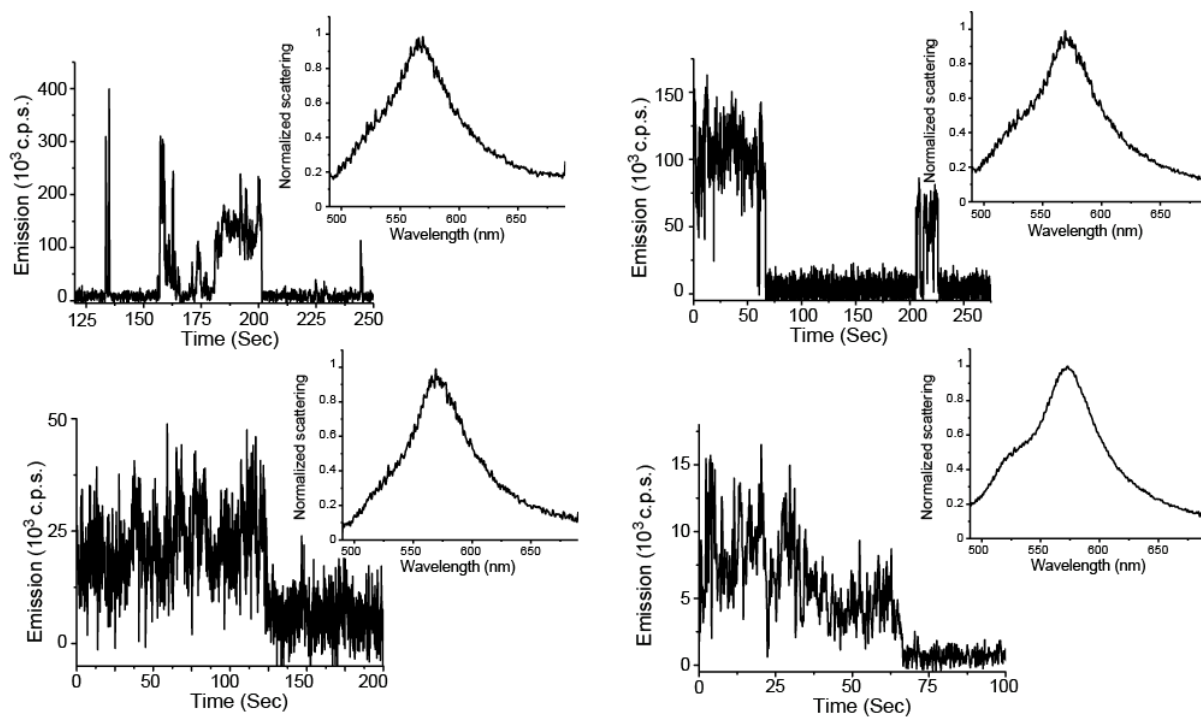 Emission (10³ c.p.s.)
400
300
200
100
0
125 150 175 200 225 250
Time (Sec)
Normalized scattering
1
0.8
0.6
0.4
0.2
500 550 600 650
Wavelength (nm)
Emission (10³ c.p.s.)
150
100
50
0
0 50 100 150 200 250
Time (Sec)
Normalized scattering
1
0.8
0.6
0.4
0.2
500 550 600 650
Wavelength (nm)
Emission (10³ c.p.s.)
50
25
0
0 50 100 150 200
Time (Sec)
Normalized scattering
1
0.8
0.6
0.4
0.2
500 550 600 650
Wavelength (nm)
Emission (10³ c.p.s.)
15
10
5
0
0 25 50 75 100
Time (Sec)
Normalized scattering
1
0.8
0.6
0.4
0.2
500 550 600 650
Wavelength (nm)